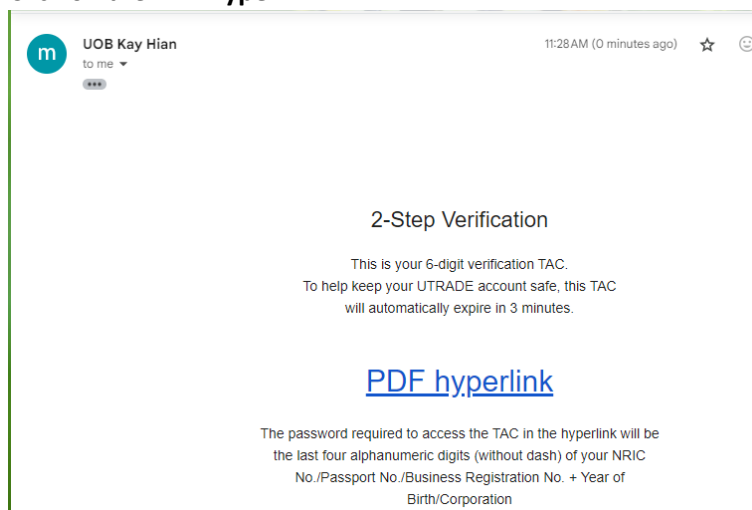 m
UOB Kay Hian
11:28 AM (0 minutes ago)
to me
2-Step Verification
This is your 6-digit verification TAC.
To help keep your UTRADE account safe, this TAC
will automatically expire in 3 minutes.
PDF hyperlink
The password required to access the TAC in the hyperlink will be
the last four alphanumeric digits (without dash) of your NRIC
No./Passport No./Business Registration No. + Year of
Birth/Corporation